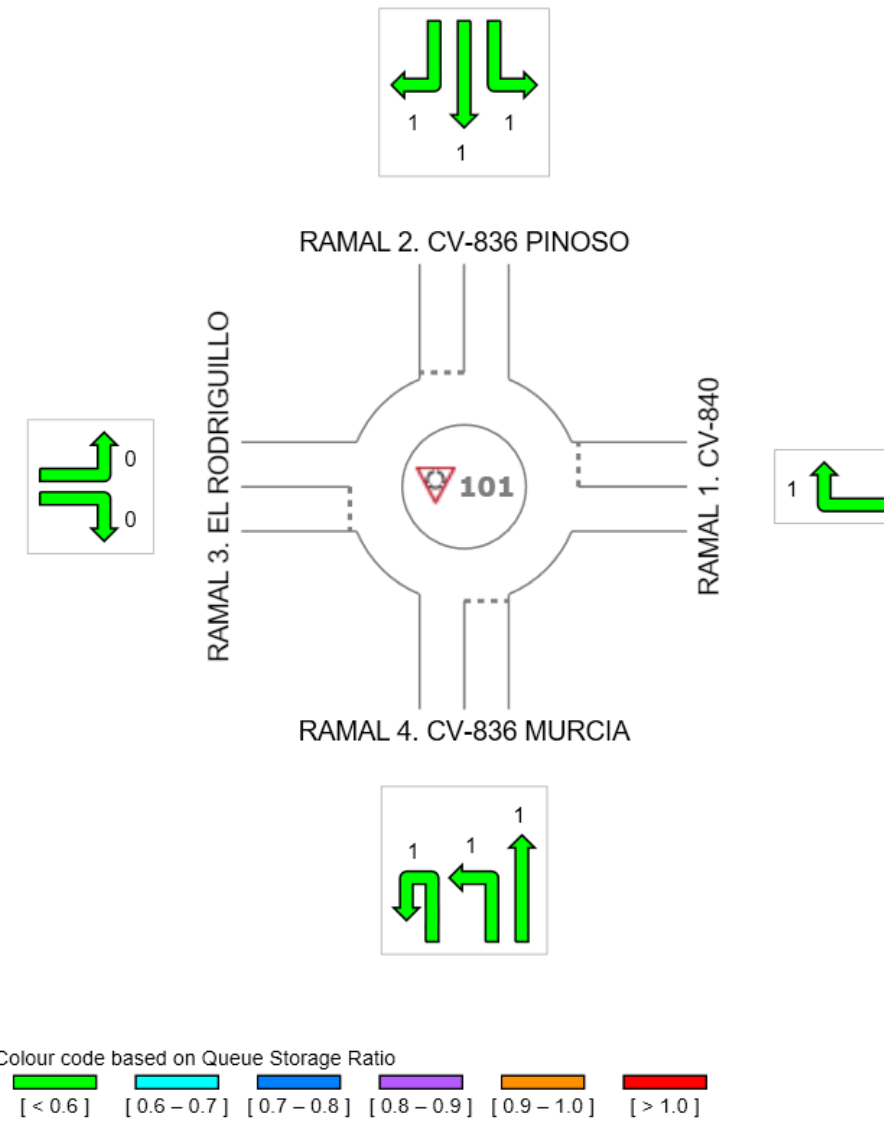 1
1
1
RAMAL 2. CV-836 PINOSO
RAMAL 3. EL RODRIGUILLO
RAMAL 1. CV-840
0
0
101
1
RAMAL 4. CV-836 MURCIA
1
1
1
Colour code based on Queue Storage Ratio
[ < 0.6 ] [ 0.6 – 0.7 ] [ 0.7 – 0.8 ] [ 0.8 – 0.9 ] [ 0.9 – 1.0 ] [ > 1.0 ]